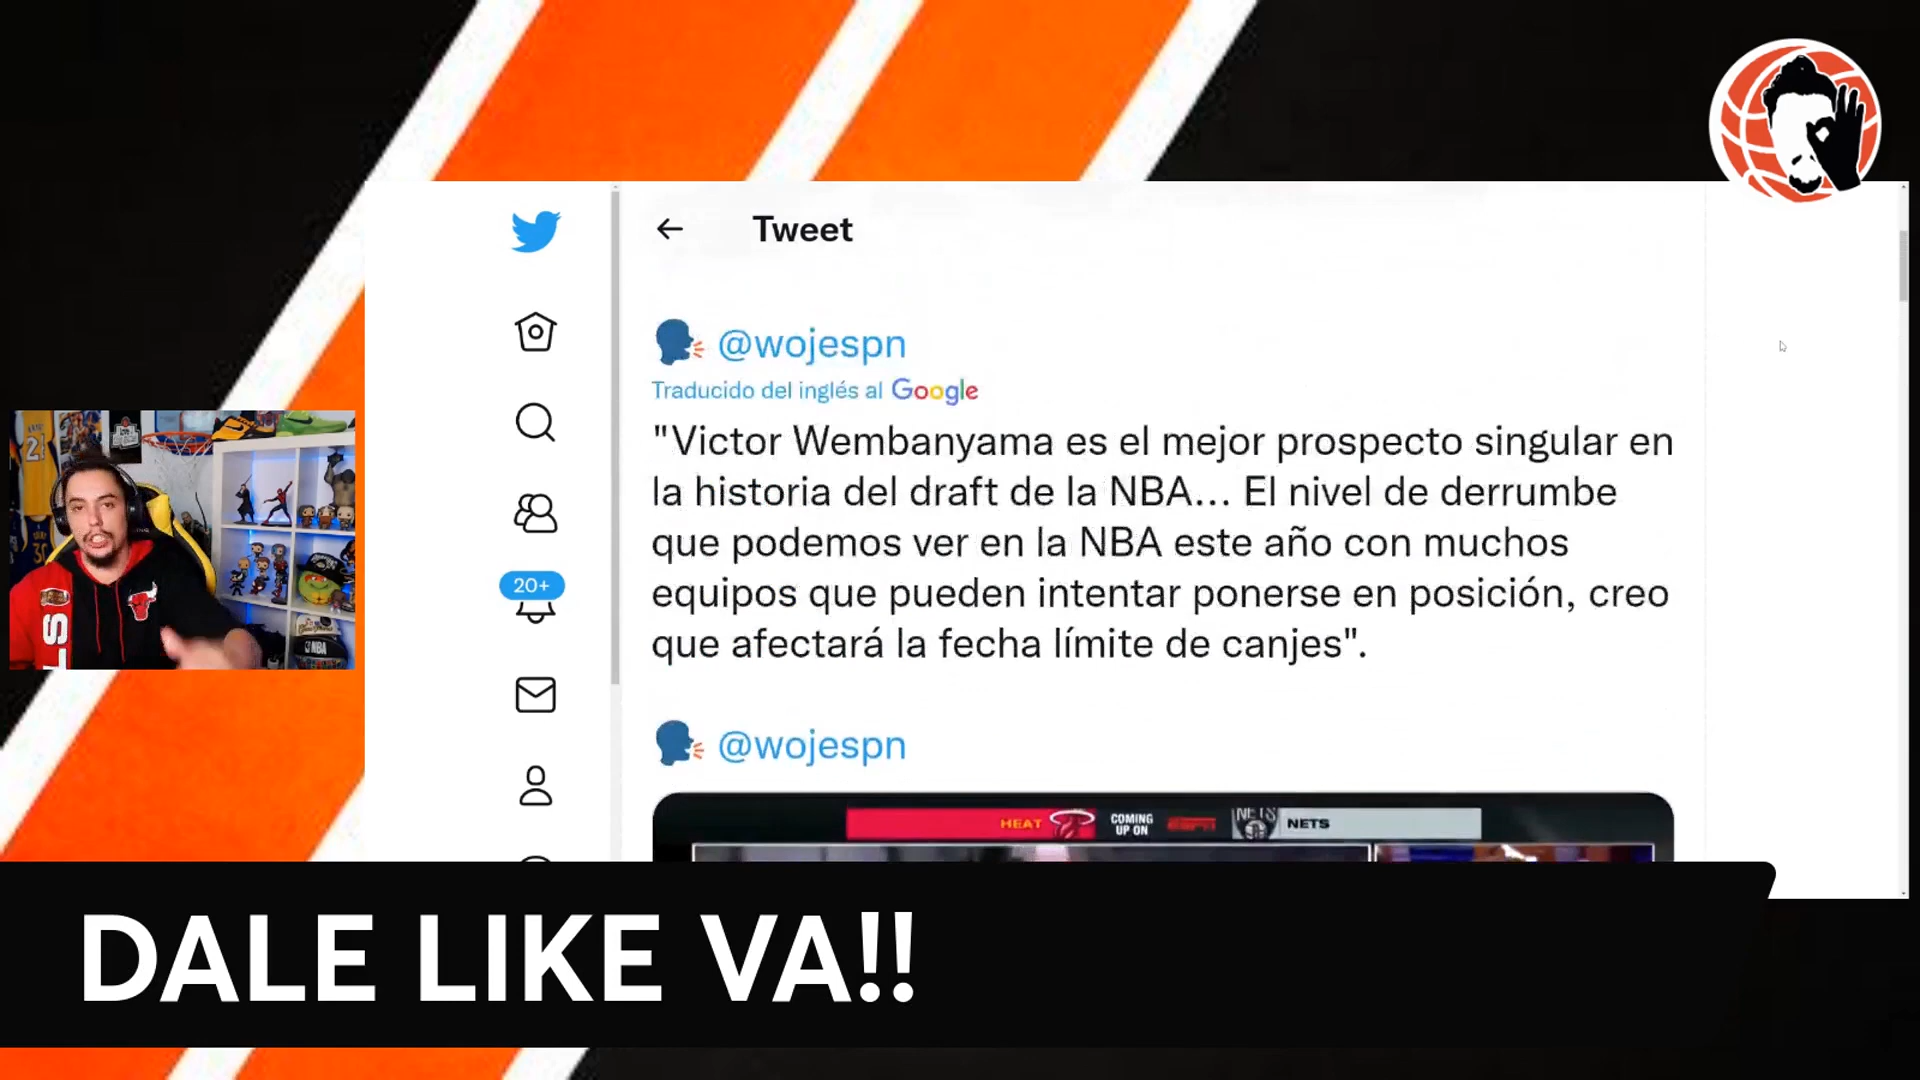 Tweet
@wojespn
Traducido del inglés al Google
"Victor Wembanyama es el mejor prospecto singular en
la historia del draft de la NBA... El nivel de derrumbe
que podemos ver en la NBA este año con muchos
equipos que pueden intentar ponerse en posición, creo
que afectará la fecha límite de canjes".
20+
@wojespn
HEAT
COMING
UP ON
ESPN
NETS
NETS
NBA
DALE LIKE VA!!